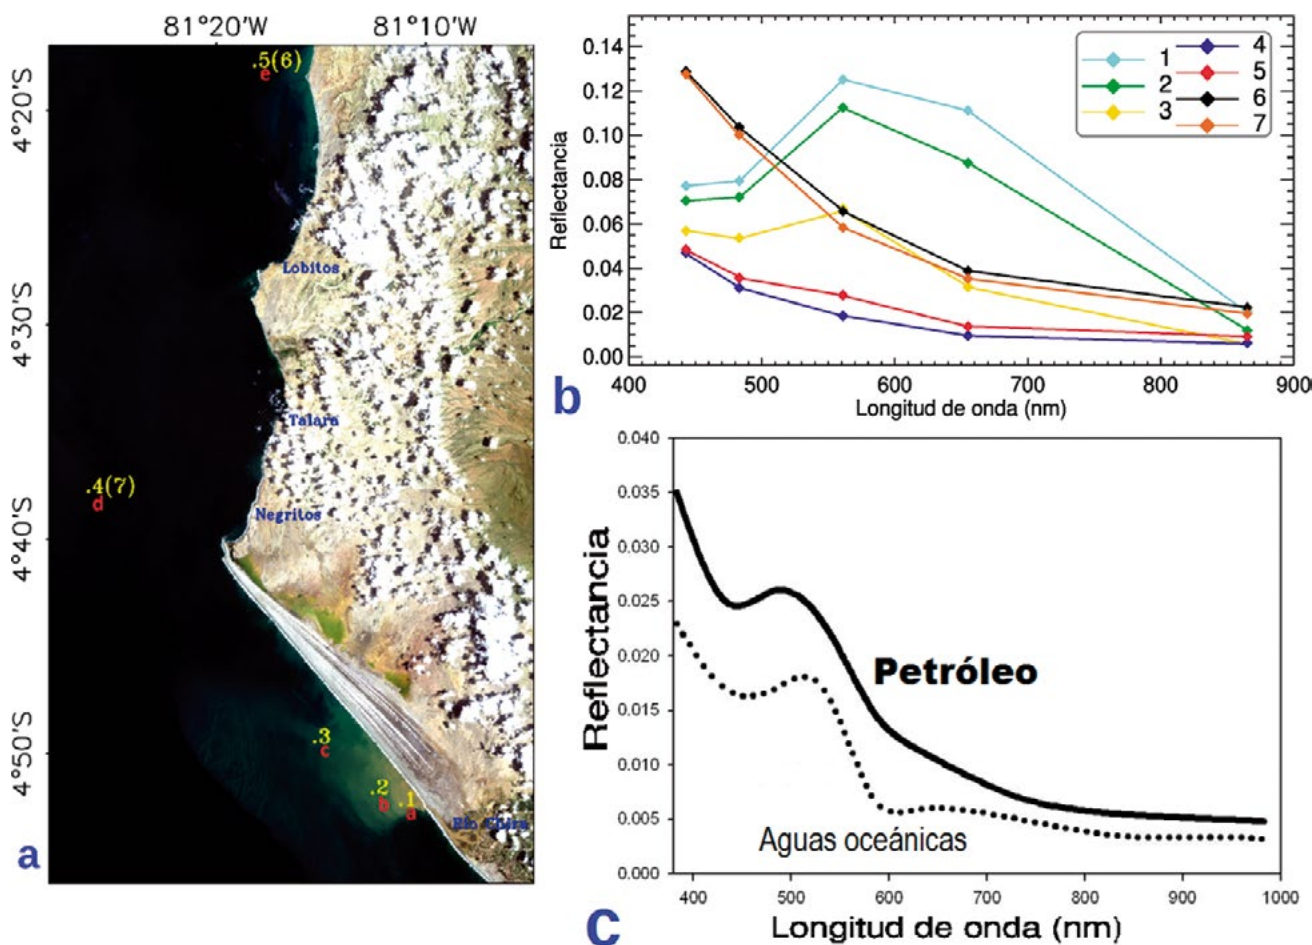 81°20'W 81°10'W
4°20'S
4°30'S
4°40'S
4°50'S
.5(6)
e
Lobitos
Talara
.4(7)
d
Negritos
.3
c
.2
b
.1
a
Río Chira
a
Reflectancia
0.14
0.12
0.10
0.08
0.06
0.04
0.02
0.00
1 4
2 5
3 6
7
400 500 600 700 800 900
Longitud de onda (nm)
b
Reflectancia
0.040
0.035
0.030
0.025
0.020
0.015
0.010
0.005
0.000
Petróleo
Aguas oceánicas
400 500 600 700 800 900 1000
Longitud de onda (nm)
c